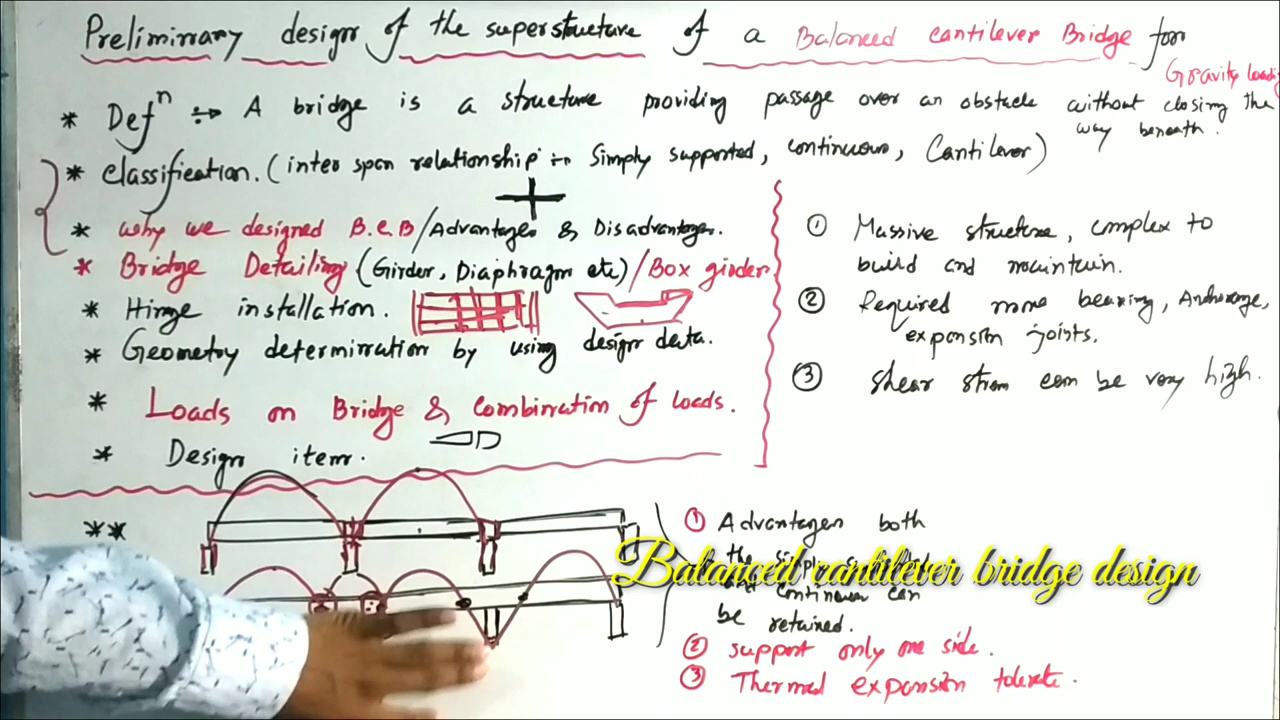 Preliminary design of the superstructure of a Balanced cantilever Bridge for
Gravity loading
* Defⁿ :- A bridge is a structure providing passage over an obstacle without closing the
way beneath.
* Classification. (inter span relationship :- Simply supported, continuous, Cantilever)
* Why we designed B.C.B/Advantages & Disadvantages.
* Bridge Detailing (Girder, Diaphragm etc)/Box girder
* Hinge installation.
* Geometry determination by using design data.
* Loads on Bridge & Combination of loads.
* Design item.
① Massive structure, complex to
build and maintain.
② Required more bearing, Anchorage,
expansion joints.
③ Shear stress can be very high.
**
① Advantages both
the simply
and continuous can
be retained.
② Support only one side.
③ Thermal expansion tolerate.
Balanced cantilever bridge design